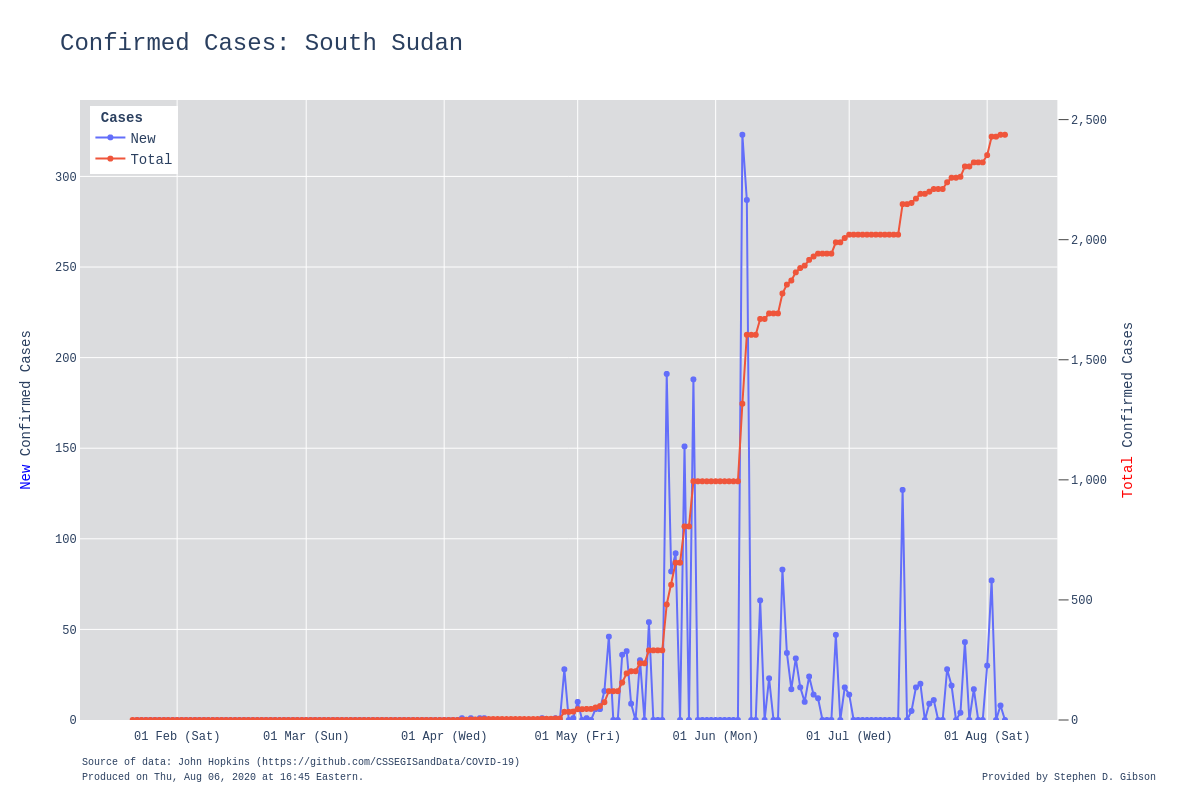 Confirmed Cases: South Sudan
Cases
New
Total
300
250
200
150
100
50
0
2,500
2,000
1,500
1,000
500
0
New Confirmed Cases
Total Confirmed Cases
01 Feb (Sat)
01 Mar (Sun)
01 Apr (Wed)
01 May (Fri)
01 Jun (Mon)
01 Jul (Wed)
01 Aug (Sat)
Source of data: John Hopkins (https://github.com/CSSEGISandData/COVID-19)
Produced on Thu, Aug 06, 2020 at 16:45 Eastern.
Provided by Stephen D. Gibson